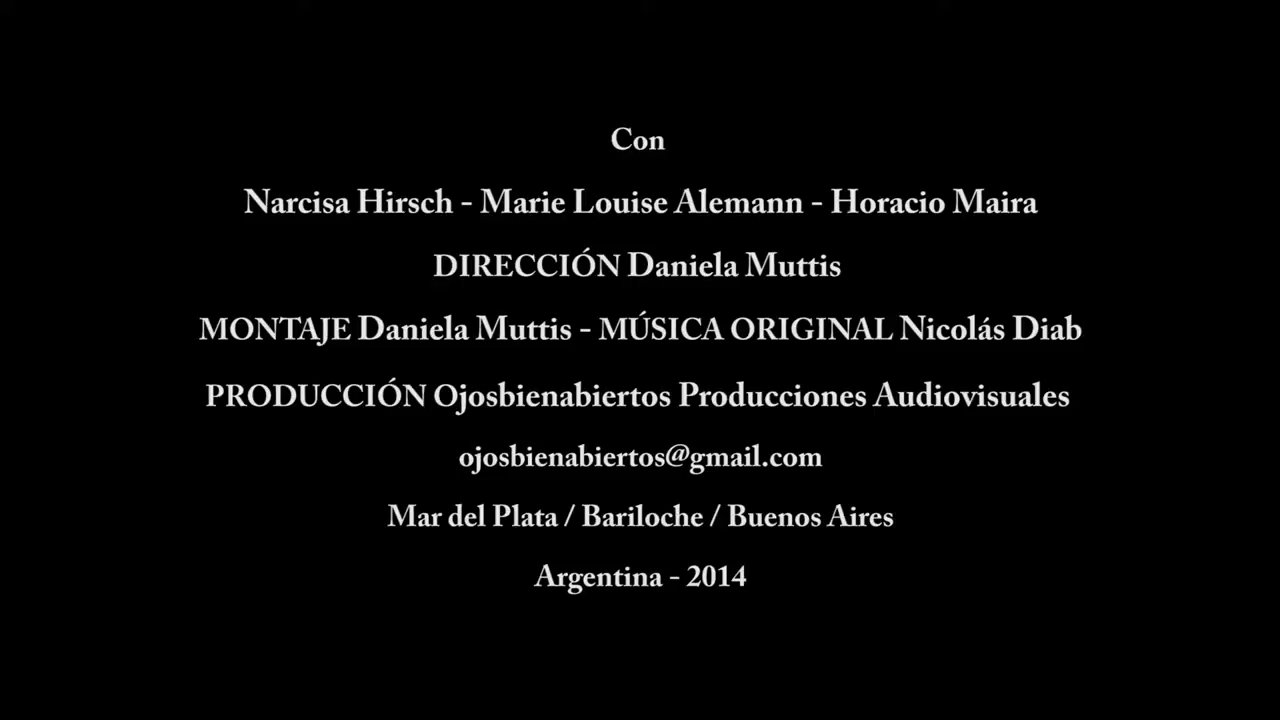 Con
Narcisa Hirsch - Marie Louise Alemann - Horacio Maira
DIRECCIÓN Daniela Muttis
MONTAJE Daniela Muttis - MÚSICA ORIGINAL Nicolás Diab
PRODUCCIÓN Ojosbienabiertos Producciones Audiovisuales
ojosbienabiertos@gmail.com
Mar del Plata / Bariloche / Buenos Aires
Argentina - 2014